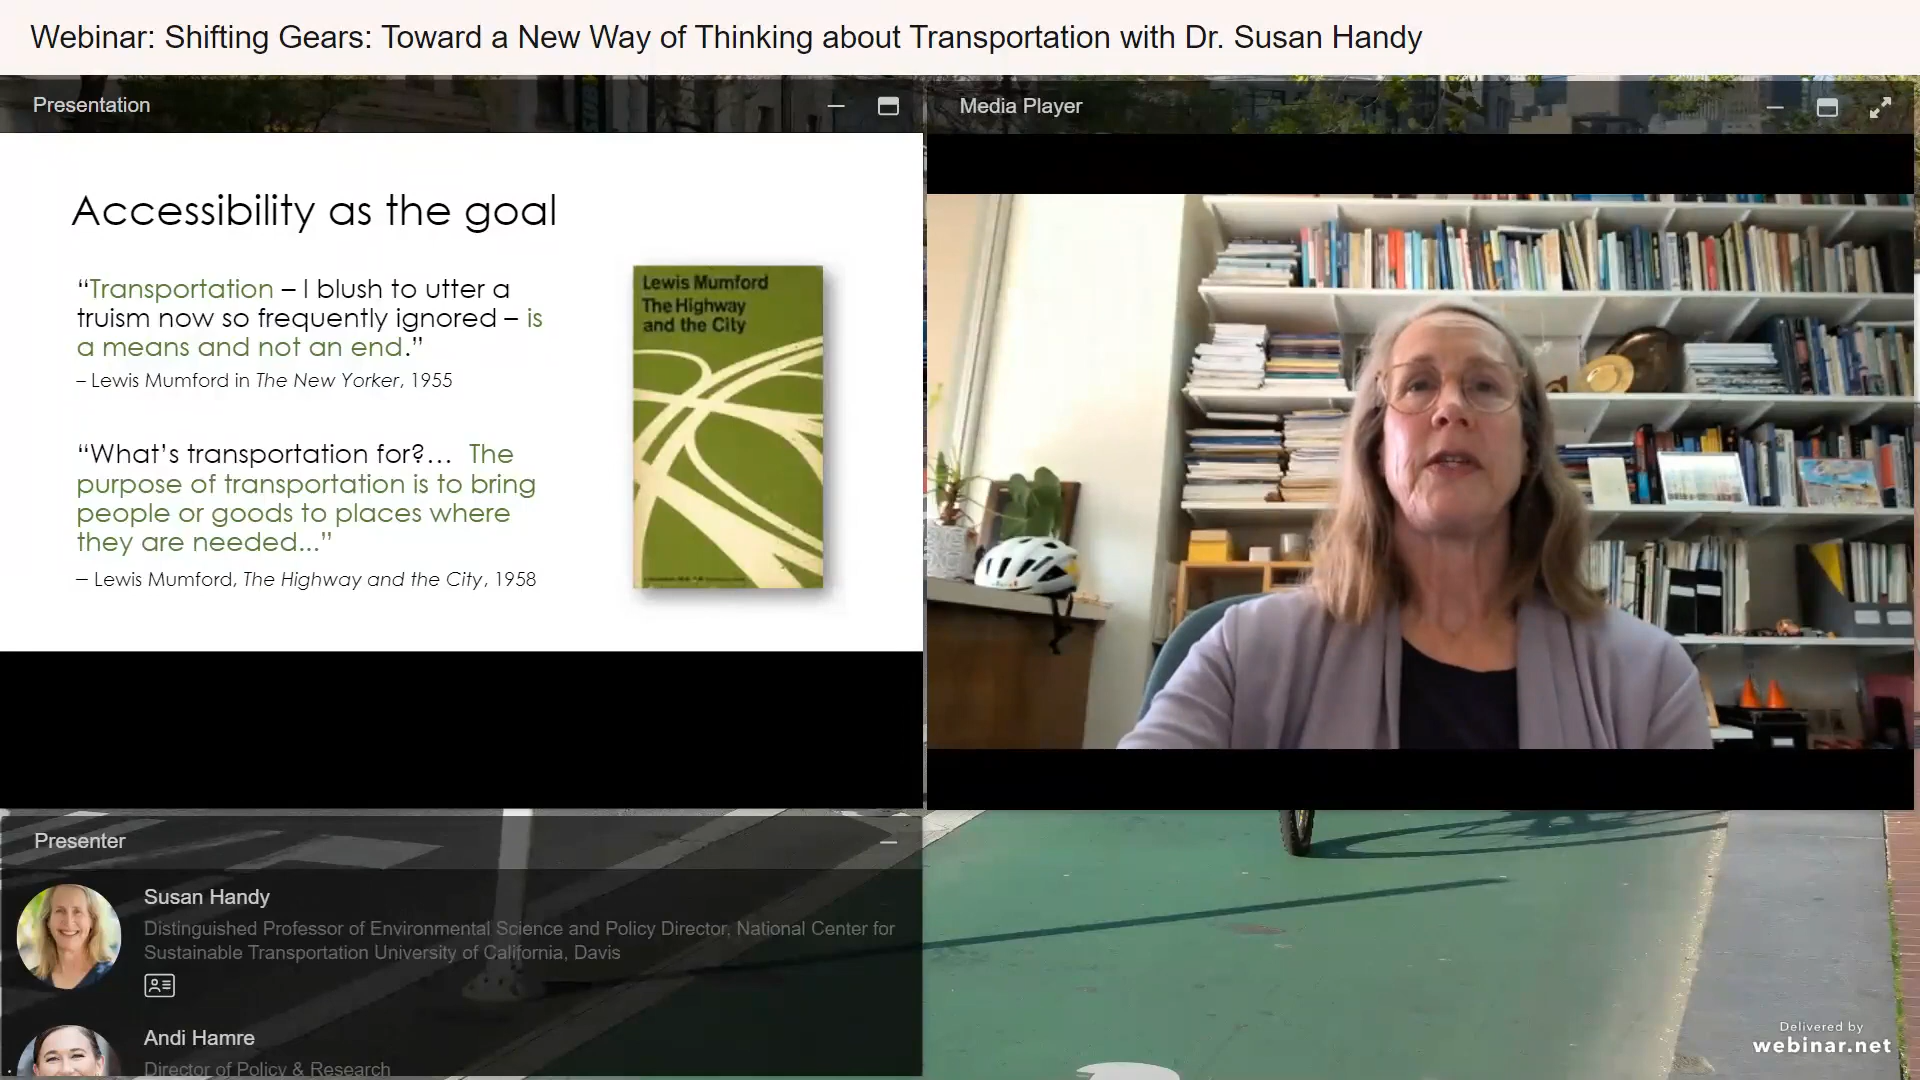 Webinar: Shifting Gears: Toward a New Way of Thinking about Transportation with Dr. Susan Handy
Presentation
Media Player
Accessibility as the goal
“Transportation – I blush to utter a
truism now so frequently ignored – is
a means and not an end.”
– Lewis Mumford in The New Yorker, 1955
“What’s transportation for?… The
purpose of transportation is to bring
people or goods to places where
they are needed...”
– Lewis Mumford, The Highway and the City, 1958
Lewis Mumford
The Highway
and the City
Presenter
Susan Handy
Distinguished Professor of Environmental Science and Policy Director, National Center for
Sustainable Transportation University of California, Davis
Andi Hamre
Director of Policy & Research
Delivered by
webinar.net